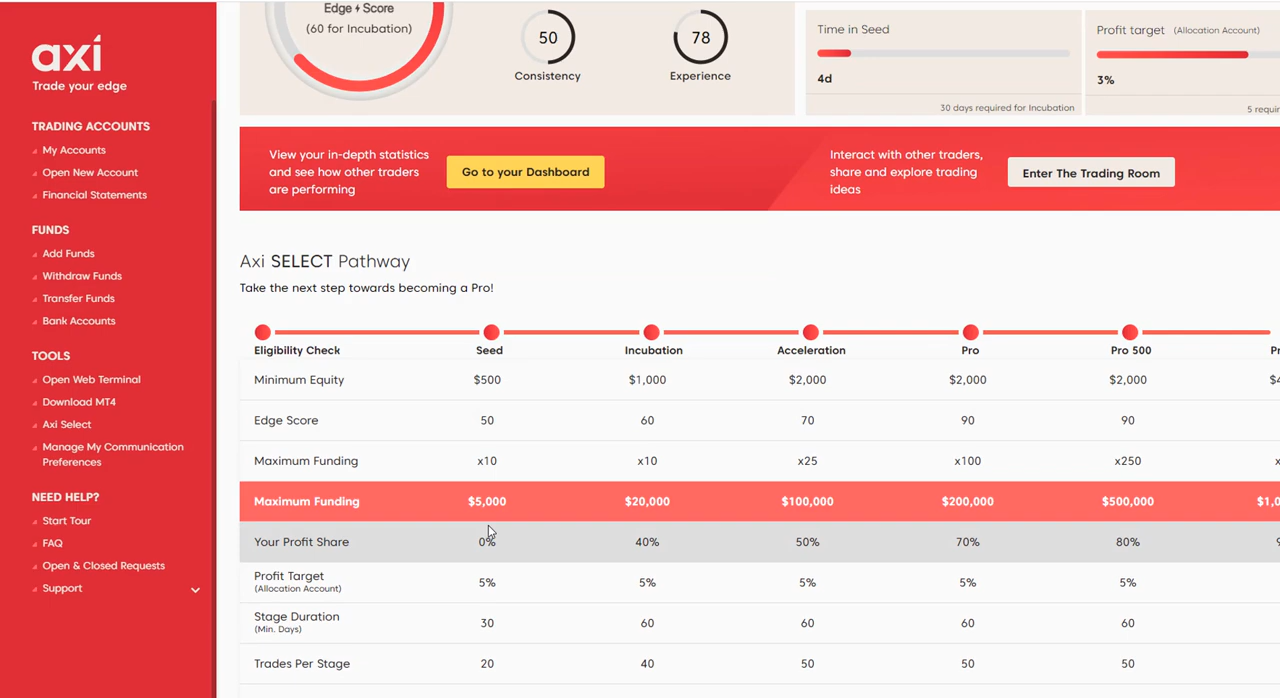 axi
Trade your edge
TRADING ACCOUNTS
My Accounts
Open New Account
Financial Statements
FUNDS
Add Funds
Withdraw Funds
Transfer Funds
Bank Accounts
TOOLS
Open Web Terminal
Download MT4
Axi Select
Manage My Communication
Preferences
NEED HELP?
Start Tour
FAQ
Open & Closed Requests
Support
Edge Score
(60 for Incubation)
50
Consistency
78
Experience
Time in Seed
4d
30 days required for Incubation
Profit target (Allocation Account)
3%
View your in-depth statistics
and see how other traders
are performing
Go to your Dashboard
Interact with other traders,
share and explore trading
ideas
Enter The Trading Room
Axi SELECT Pathway
Take the next step towards becoming a Pro!
Eligibility Check Seed Incubation Acceleration Pro Pro 500
Minimum Equity $500 $1,000 $2,000 $2,000 $2,000
Edge Score 50 60 70 90 90
Maximum Funding x10 x10 x25 x100 x250
Maximum Funding $5,000 $20,000 $100,000 $200,000 $500,000
Your Profit Share 0% 40% 50% 70% 80%
Profit Target 5% 5% 5% 5% 5%
(Allocation Account)
Stage Duration 30 60 60 60 60
(Min. Days)
Trades Per Stage 20 40 50 50 50